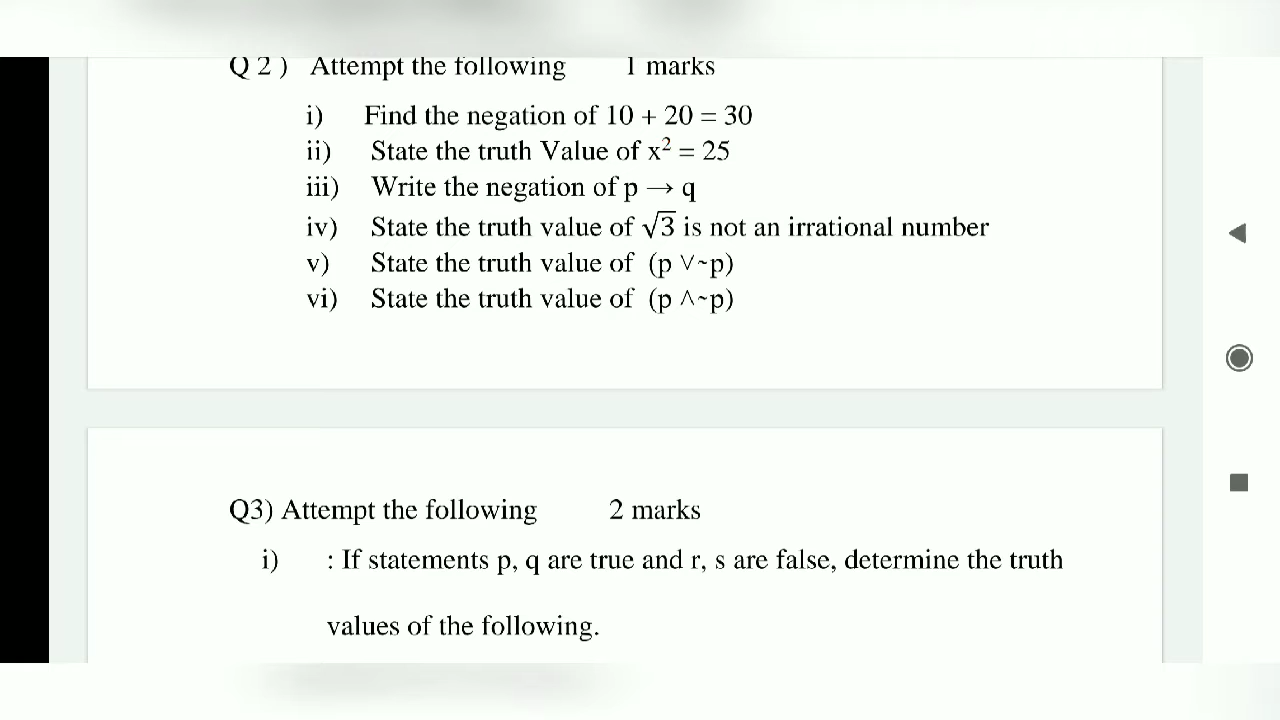 Q 2 ) Attempt the following 1 marks
i) Find the negation of 10 + 20 = 30
ii) State the truth Value of x² = 25
iii) Write the negation of p → q
iv) State the truth value of √3 is not an irrational number
v) State the truth value of (p ∨ ~p)
vi) State the truth value of (p ∧ ~p)
Q3) Attempt the following 2 marks
i) : If statements p, q are true and r, s are false, determine the truth
values of the following.